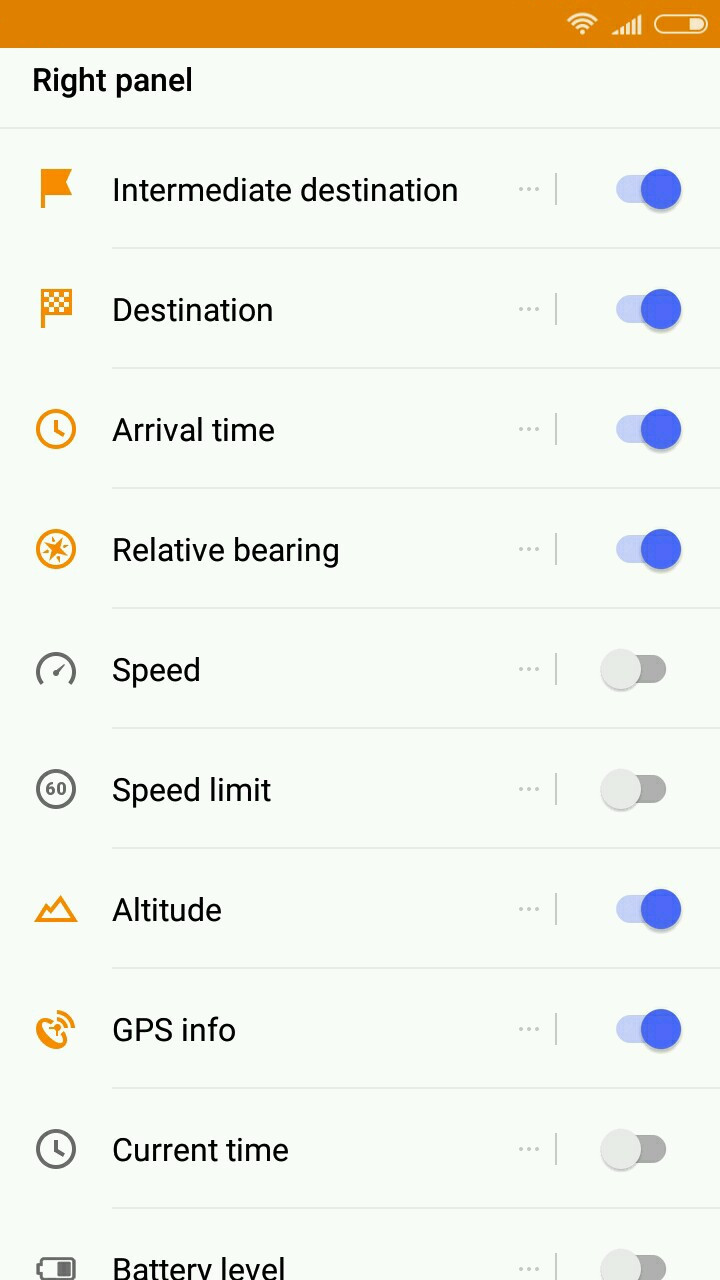 Right panel
Intermediate destination
Destination
Arrival time
Relative bearing
Speed
60
Speed limit
Altitude
GPS info
Current time
Battery level